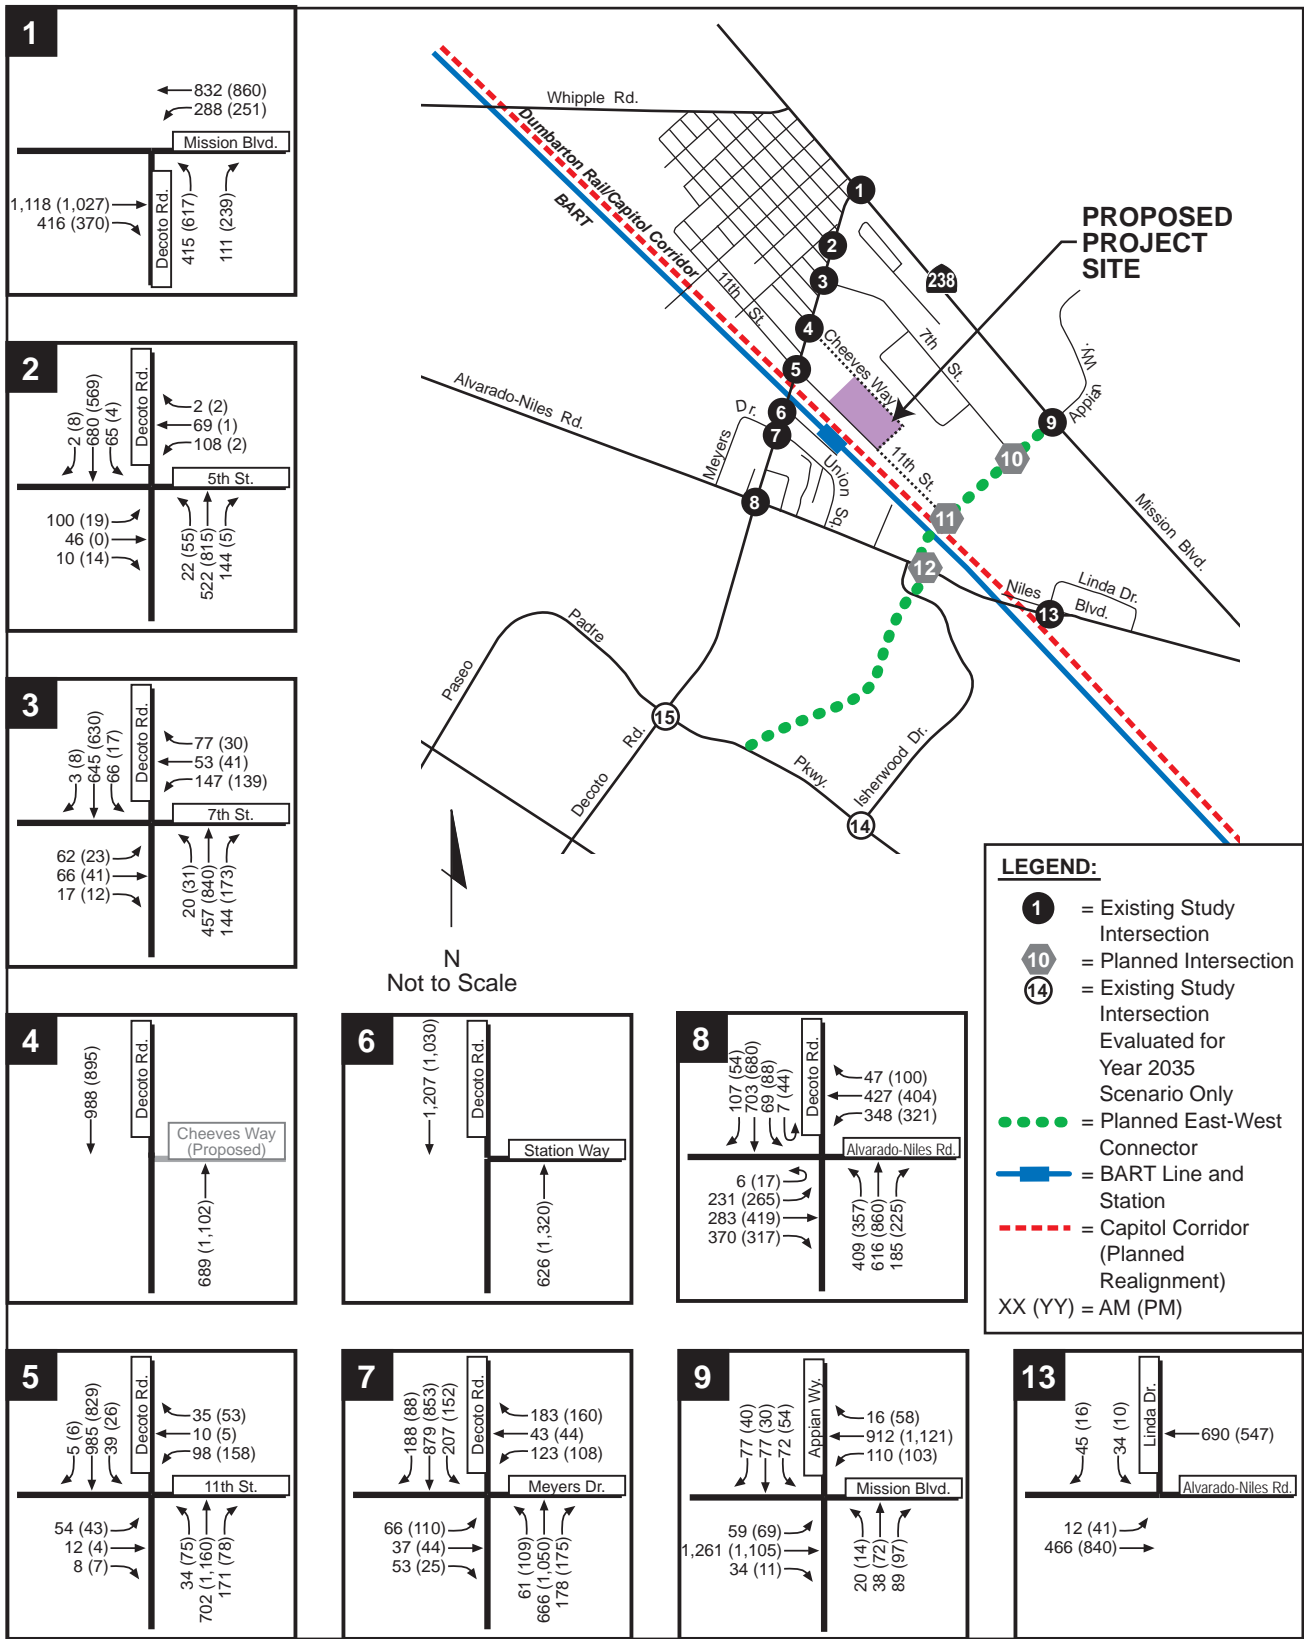 1
832 (860)
288 (251)
Mission Blvd.
Decoto Rd.
1,118 (1,027)
416 (370)
415 (617)
111 (239)
2
2 (8)
680 (569)
65 (4)
Decoto Rd.
2 (2)
69 (1)
108 (2)
5th St.
100 (19)
46 (0)
10 (14)
22 (55)
522 (815)
144 (5)
3
3 (8)
645 (630)
66 (17)
Decoto Rd.
77 (30)
53 (41)
147 (139)
7th St.
62 (23)
66 (41)
17 (12)
20 (31)
457 (840)
144 (173)
Whipple Rd.
Dumbarton Rail/Capitol Corridor
BART
11th St.
1
2
3
4
5
6
7
8
9
10
11
12
13
14
15
238
PROPOSED
PROJECT
SITE
Cheeves Way
7th St.
Appian Wy.
Alvarado-Niles Rd.
Meyers Dr.
Union Sq.
11th St.
Mission Blvd.
Niles Blvd.
Linda Dr.
Paseo
Padre
Pkwy.
Decoto Rd.
Isherwood Dr.
N
Not to Scale
LEGEND:
1 = Existing Study
Intersection
10 = Planned Intersection
14 = Existing Study
Intersection
Evaluated for
Year 2035
Scenario Only
= Planned East-West
Connector
= BART Line and
Station
= Capitol Corridor
(Planned
Realignment)
XX (YY) = AM (PM)
4
988 (895)
Decoto Rd.
Cheeves Way
(Proposed)
689 (1,102)
6
1,207 (1,030)
Decoto Rd.
Station Way
626 (1,320)
8
107 (54)
703 (680)
69 (88)
7 (44)
Decoto Rd.
47 (100)
427 (404)
348 (321)
Alvarado-Niles Rd.
6 (17)
231 (265)
283 (419)
370 (317)
409 (357)
616 (860)
185 (225)
5
5 (6)
985 (829)
39 (26)
Decoto Rd.
35 (53)
10 (5)
98 (158)
11th St.
54 (43)
12 (4)
8 (7)
34 (75)
702 (1,160)
171 (78)
7
188 (88)
879 (853)
207 (152)
Decoto Rd.
183 (160)
43 (44)
123 (108)
Meyers Dr.
66 (110)
37 (44)
53 (25)
61 (109)
666 (1,050)
178 (175)
9
77 (40)
77 (30)
72 (54)
Appian Wy.
16 (58)
912 (1,121)
110 (103)
Mission Blvd.
59 (69)
1,261 (1,105)
34 (11)
20 (14)
38 (72)
89 (97)
13
45 (16)
34 (10)
Linda Dr.
690 (547)
Alvarado-Niles Rd.
12 (41)
466 (840)